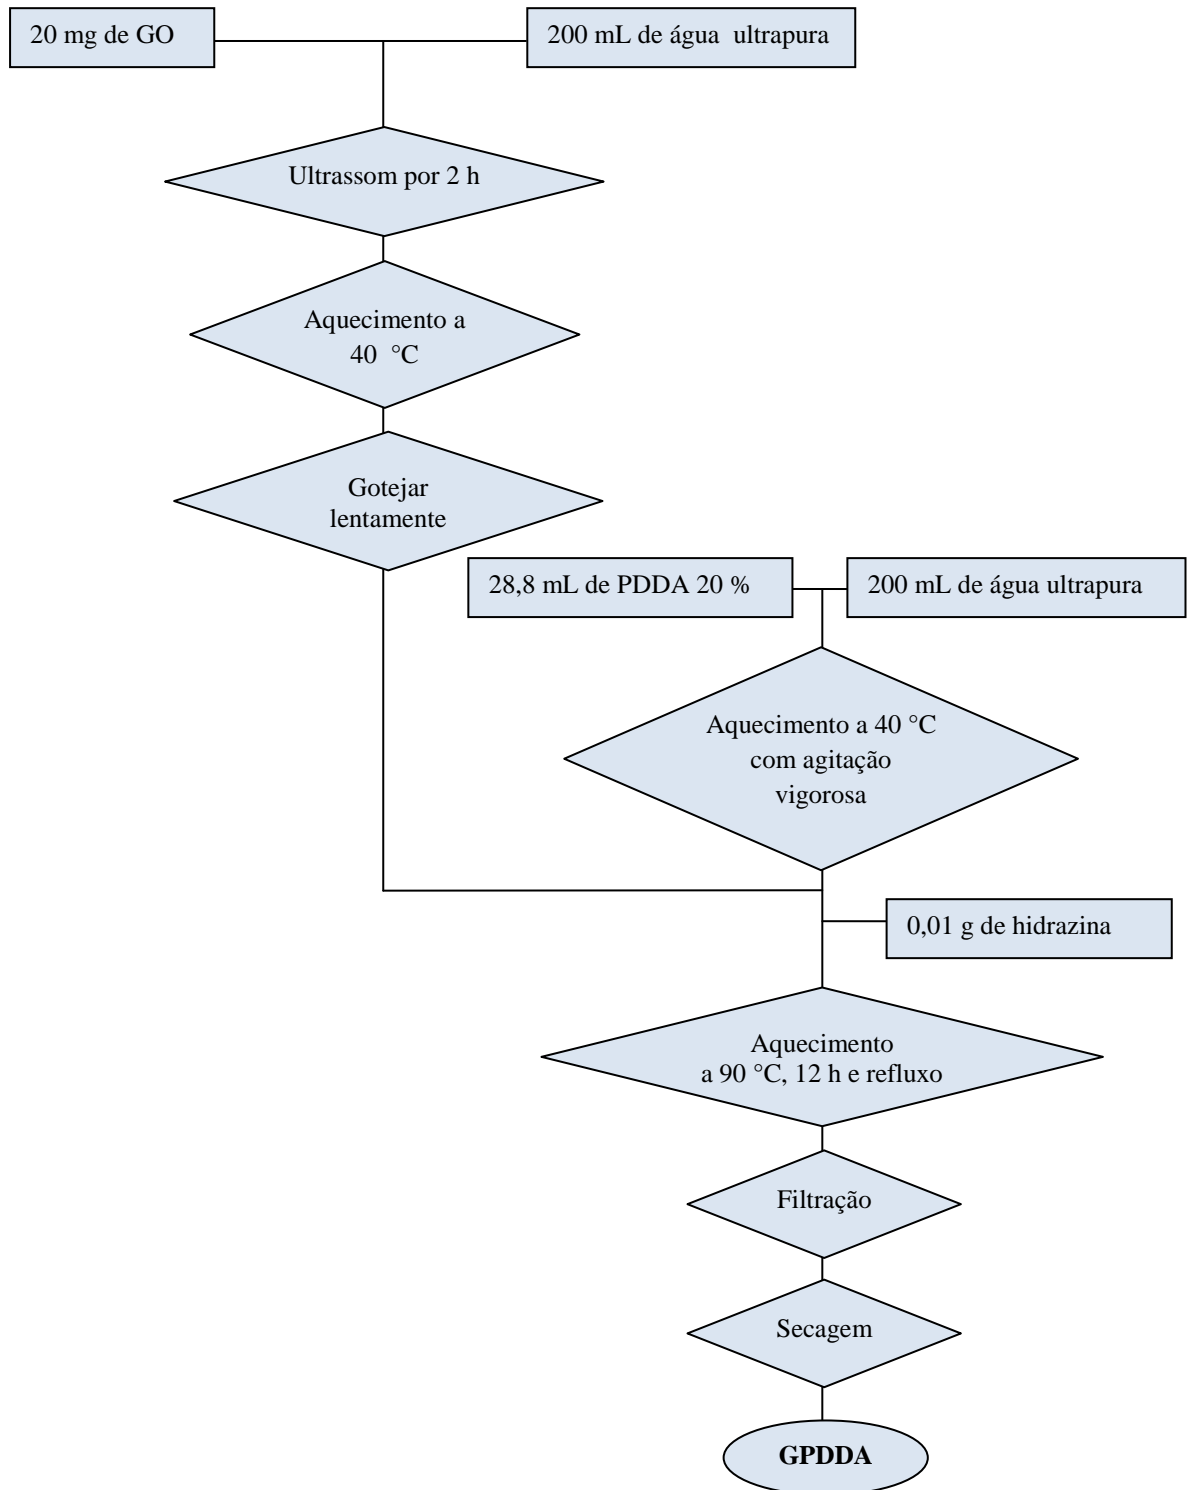 20 mg de GO
200 mL de água ultrapura
Ultrassom por 2 h
Aquecimento a
40 °C
Gotejar
lentamente
28,8 mL de PDDA 20 %
200 mL de água ultrapura
Aquecimento a 40 °C
com agitação
vigorosa
0,01 g de hidrazina
Aquecimento
a 90 °C, 12 h e refluxo
Filtração
Secagem
GPDDA